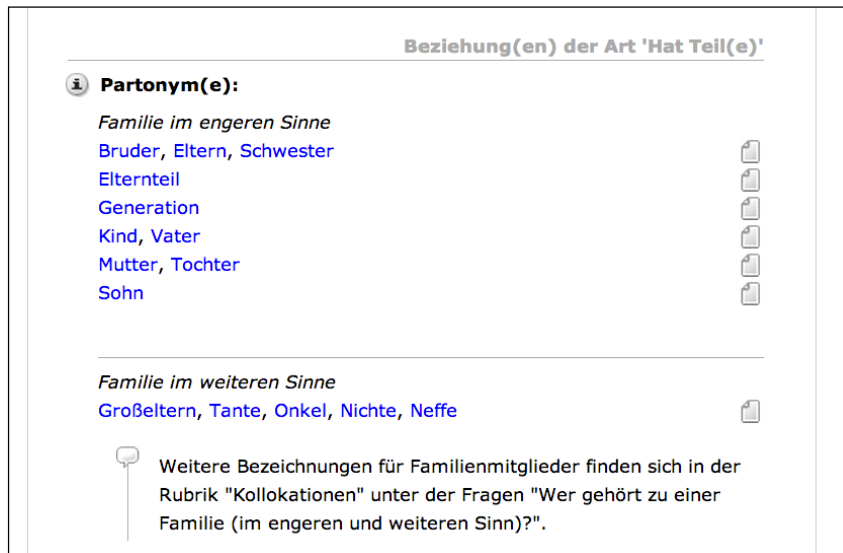 Beziehung(en) der Art 'Hat Teil(e)'
Partonym(e):
Familie im engeren Sinne
Bruder, Eltern, Schwester
Elternteil
Generation
Kind, Vater
Mutter, Tochter
Sohn
Familie im weiteren Sinne
Großeltern, Tante, Onkel, Nichte, Neffe
Weitere Bezeichnungen für Familienmitglieder finden sich in der
Rubrik "Kollokationen" unter der Fragen "Wer gehört zu einer
Familie (im engeren und weiteren Sinn)?".